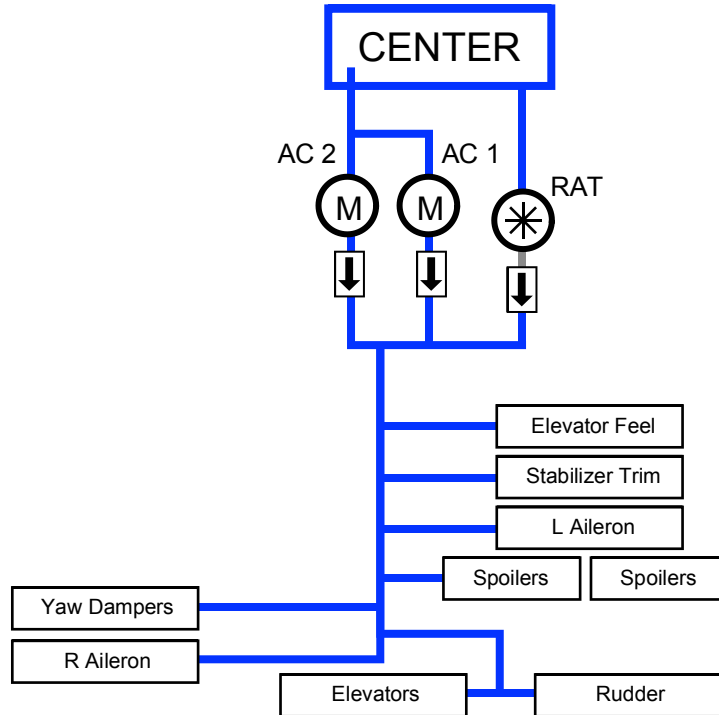 CENTER
AC 2
AC 1
RAT
M
M
Elevator Feel
Stabilizer Trim
L Aileron
Spoilers
Spoilers
Yaw Dampers
R Aileron
Elevators
Rudder